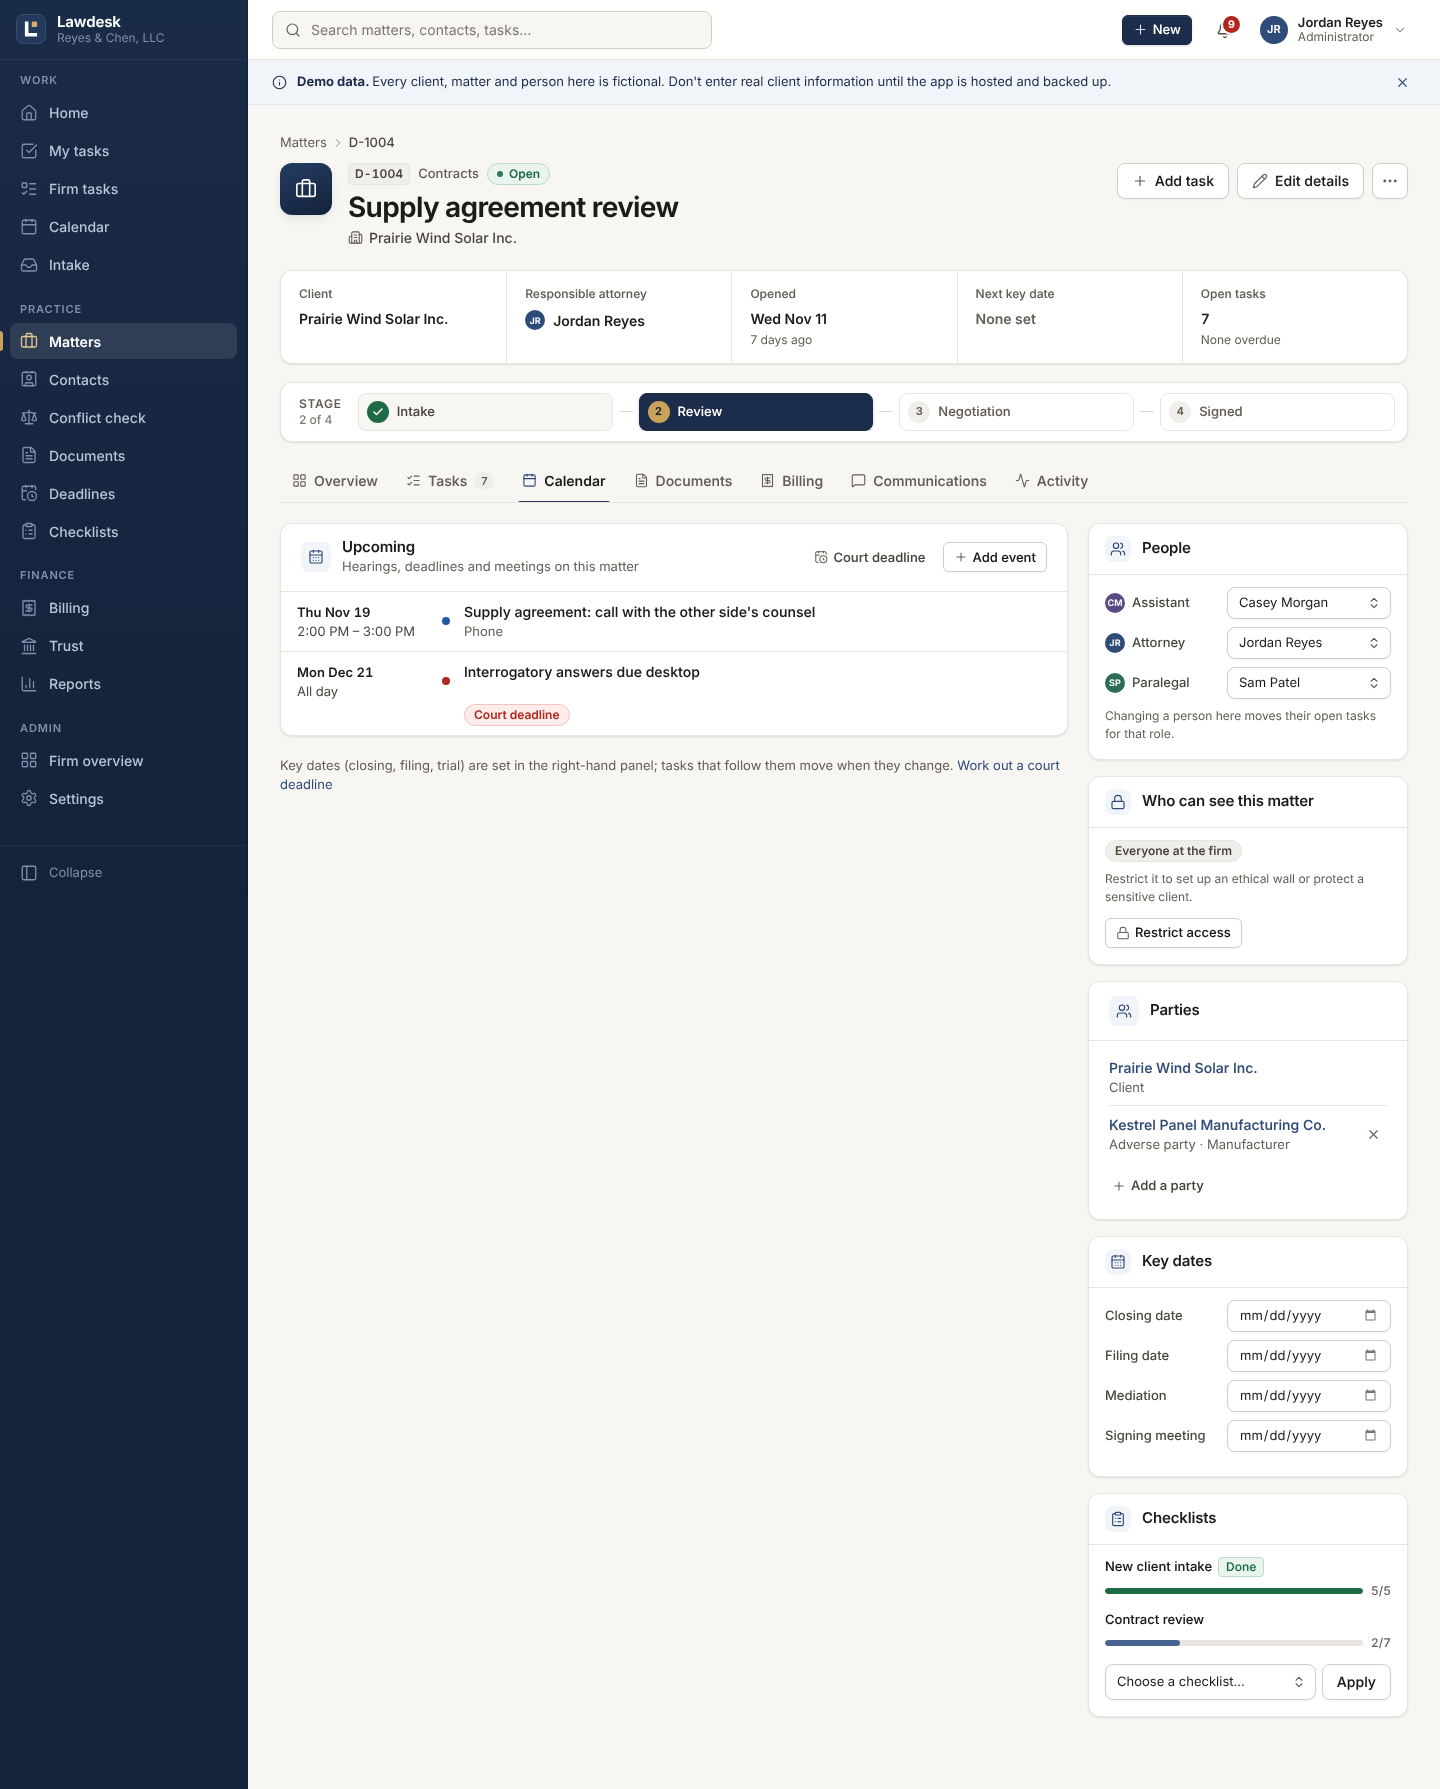 Lawdesk
Reyes & Chen, LLC
WORK
Home
My tasks
Firm tasks
Calendar
Intake
PRACTICE
Matters
Contacts
Conflict check
Documents
Deadlines
Checklists
FINANCE
Billing
Trust
Reports
ADMIN
Firm overview
Settings
Collapse
Search matters, contacts, tasks...
New
9
JR
Jordan Reyes
Administrator
Demo data. Every client, matter and person here is fictional. Don't enter real client information until the app is hosted and backed up.
Matters > D-1004
D-1004 Contracts Open
Supply agreement review
Prairie Wind Solar Inc.
Add task
Edit details
Client
Prairie Wind Solar Inc.
Responsible attorney
JR Jordan Reyes
Opened
Wed Nov 11
7 days ago
Next key date
None set
Open tasks
7
None overdue
STAGE
2 of 4
Intake
2 Review
3 Negotiation
4 Signed
Overview
Tasks 7
Calendar
Documents
Billing
Communications
Activity
Upcoming
Hearings, deadlines and meetings on this matter
Court deadline
Add event
Thu Nov 19
2:00 PM – 3:00 PM
Supply agreement: call with the other side's counsel
Phone
Mon Dec 21
All day
Interrogatory answers due desktop
Court deadline
Key dates (closing, filing, trial) are set in the right-hand panel; tasks that follow them move when they change. Work out a court
deadline
People
CM Assistant Casey Morgan
JR Attorney Jordan Reyes
SP Paralegal Sam Patel
Changing a person here moves their open tasks
for that role.
Who can see this matter
Everyone at the firm
Restrict it to set up an ethical wall or protect a
sensitive client.
Restrict access
Parties
Prairie Wind Solar Inc.
Client
Kestrel Panel Manufacturing Co.
Adverse party · Manufacturer
Add a party
Key dates
Closing date mm/dd/yyyy
Filing date mm/dd/yyyy
Mediation mm/dd/yyyy
Signing meeting mm/dd/yyyy
Checklists
New client intake Done
5/5
Contract review
2/7
Choose a checklist...
Apply